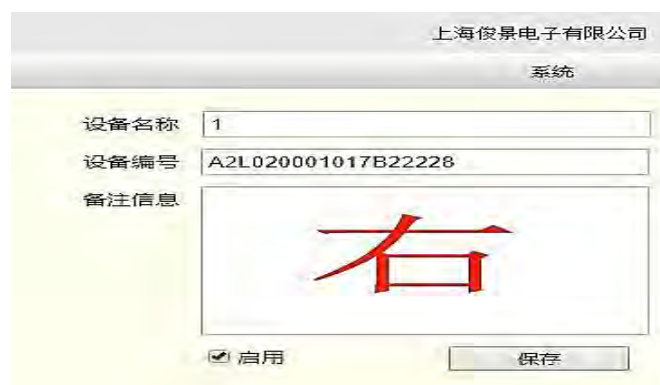 上海俊景电子有限公司
系统
设备名称 1
设备编号 A2L020001017B22228
备注信息
右
启用 保存